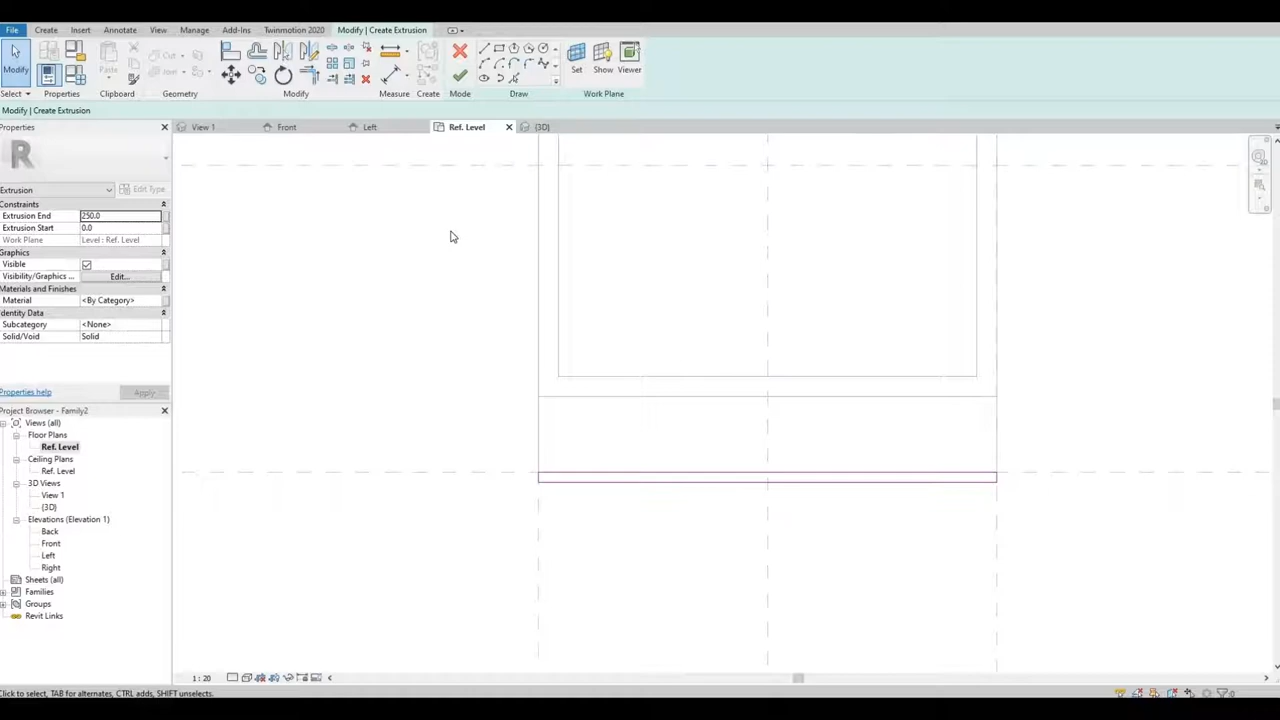 File Create Insert Annotate View Manage Add-Ins Twinmotion 2020 Modify | Create Extrusion
Modify
Paste
Cut
Join
Set Show Viewer
Select Properties Clipboard Geometry Modify Measure Create Mode Draw Work Plane
Modify | Create Extrusion
Properties
View 1 Front Left Ref. Level {3D}
R
Extrusion Edit Type
Constraints
Extrusion End 250.0
Extrusion Start 0.0
Work Plane Level : Ref. Level
Graphics
Visible
Visibility/Graphics ... Edit...
Materials and Finishes
Material <By Category>
Identity Data
Subcategory <None>
Solid/Void Solid
Properties help Apply
Project Browser - Family2
Views (all)
Floor Plans
Ref. Level
Ceiling Plans
Ref. Level
3D Views
View 1
{3D}
Elevations (Elevation 1)
Back
Front
Left
Right
Sheets (all)
Families
Groups
Revit Links
1 : 20
Click to select, TAB for alternates, CTRL adds, SHIFT unselects. :0